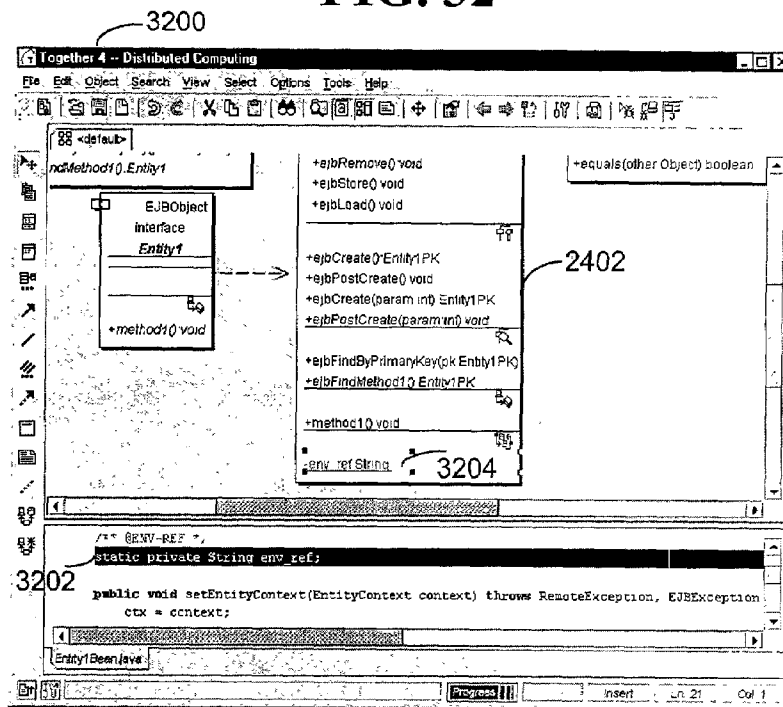 FIG. 32
3200
Together 4 -- Distributed Computing
File Edit Object Search View Select Options Tools Help
<default>
ndMethod1().Entity1
EJBObject
interface
Entity1
+method1():void
+ejbRemove():void
+ejbStore():void
+ejbLoad():void
+ejbCreate():Entity1PK
+ejbPostCreate():void
+ejbCreate(param:int):Entity1PK
+ejbPostCreate(param:int):void
+ejbFindByPrimaryKey(pk:Entity1PK)
+ejbFindMethod1():Entity1PK
+method1():void
-env_ref:String
3204
2402
+equals(other:Object):boolean
/** @ENV-REF */
static private String env_ref;
3202
public void setEntityContext(EntityContext context) throws RemoteException, EJBException
ctx = context;
Entity1Bean.java
Progress
Insert
Ln: 21
Col: 1